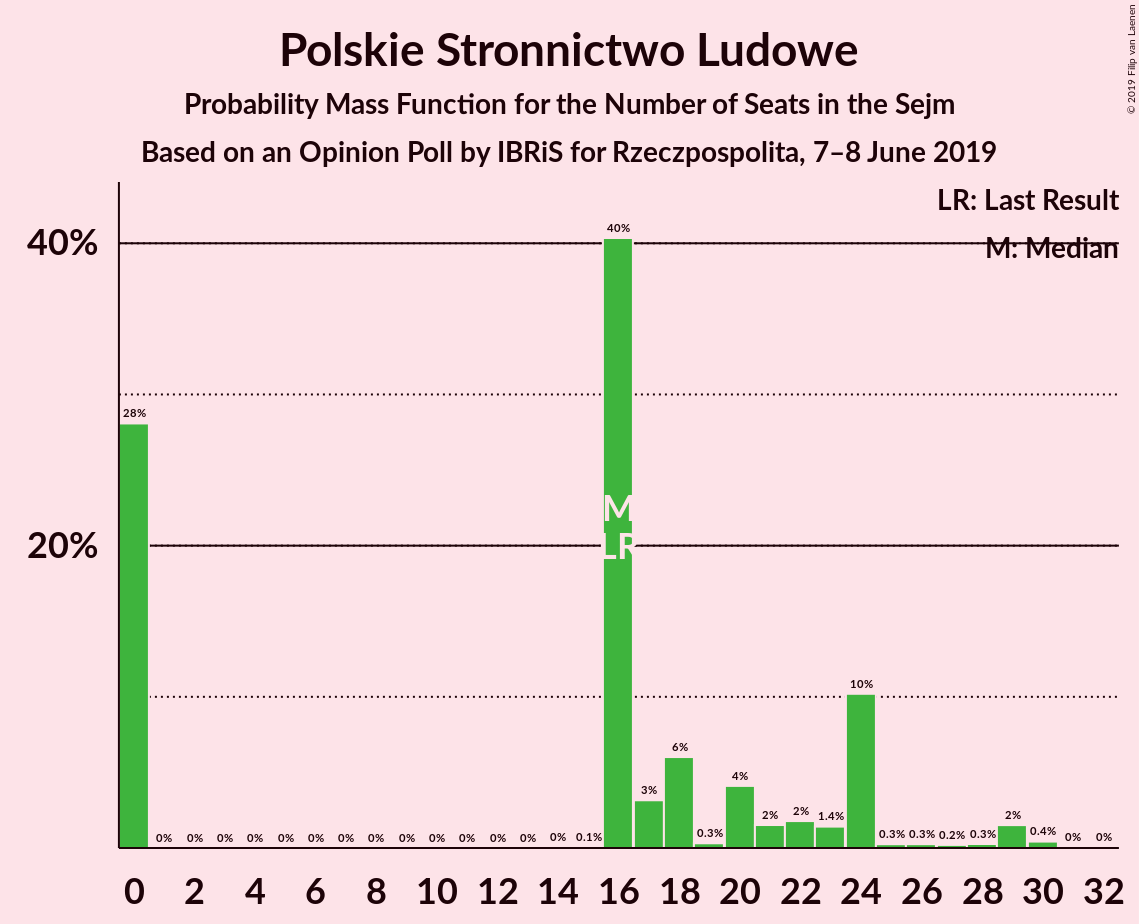 Polskie Stronnictwo Ludowe
Probability Mass Function for the Number of Seats in the Sejm
Based on an Opinion Poll by IBRiS for Rzeczpospolita, 7–8 June 2019
© 2019 Filip van Laenen
LR: Last Result
M: Median
40%
20%
28% 0% 0% 0% 0% 0% 0% 0% 0% 0% 0% 0% 0% 0% 0% 0.1% 40% 3% 6% 0.3% 4% 2% 2% 1.4% 10% 0.3% 0.3% 0.2% 0.3% 2% 0.4% 0% 0%
M
LR
0 2 4 6 8 10 12 14 16 18 20 22 24 26 28 30 32